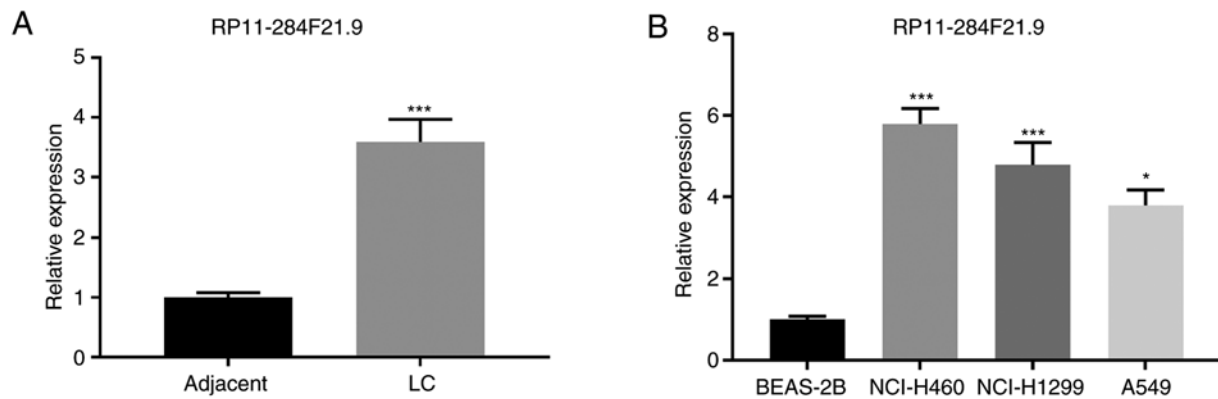 A
RP11-284F21.9
Relative expression
5
4
3
2
1
0
***
Adjacent
LC
B
RP11-284F21.9
Relative expression
8
6
4
2
0
***
***
*
BEAS-2B
NCI-H460
NCI-H1299
A549